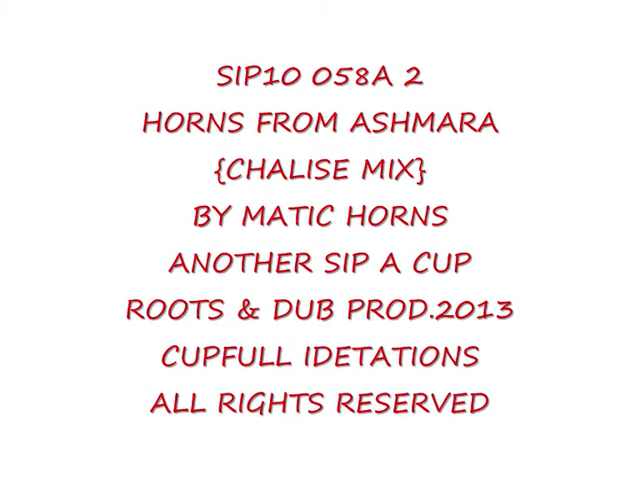 SIP10 058A 2
HORNS FROM ASHMARA
{CHALISE MIX}
BY MATIC HORNS
ANOTHER SIP A CUP
ROOTS & DUB PROD.2013
CUPFULL IDETATIONS
ALL RIGHTS RESERVED